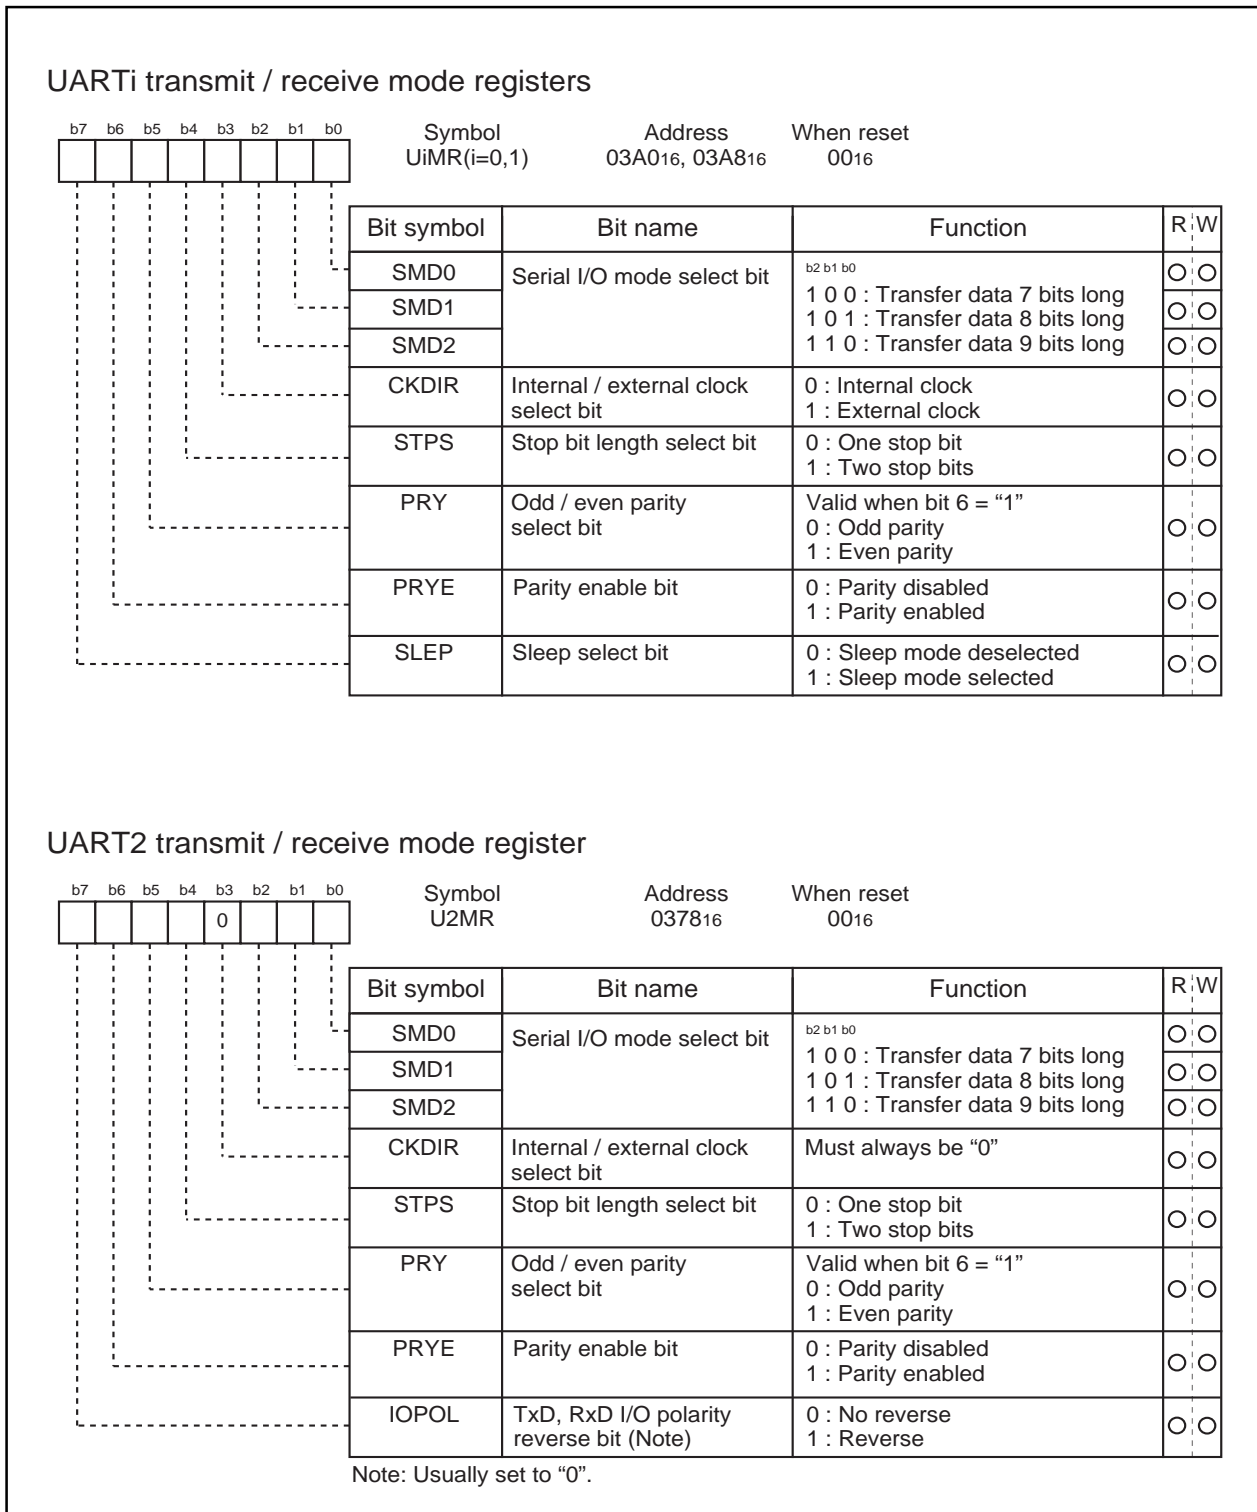 UARTi transmit / receive mode registers
b7 b6 b5 b4 b3 b2 b1 b0
Symbol Address When reset
UiMR(i=0,1) 03A016, 03A816 0016
Bit symbol Bit name Function R W
SMD0 Serial I/O mode select bit b2 b1 b0
1 0 0 : Transfer data 7 bits long
SMD1
1 0 1 : Transfer data 8 bits long
SMD2 1 1 0 : Transfer data 9 bits long
CKDIR Internal / external clock 0 : Internal clock
select bit 1 : External clock
STPS Stop bit length select bit 0 : One stop bit
1 : Two stop bits
PRY Odd / even parity Valid when bit 6 = “1”
select bit 0 : Odd parity
1 : Even parity
PRYE Parity enable bit 0 : Parity disabled
1 : Parity enabled
SLEP Sleep select bit 0 : Sleep mode deselected
1 : Sleep mode selected
UART2 transmit / receive mode register
b7 b6 b5 b4 b3 b2 b1 b0
0
Symbol Address When reset
U2MR 037816 0016
Bit symbol Bit name Function R W
SMD0 Serial I/O mode select bit b2 b1 b0
1 0 0 : Transfer data 7 bits long
SMD1
1 0 1 : Transfer data 8 bits long
SMD2 1 1 0 : Transfer data 9 bits long
CKDIR Internal / external clock Must always be “0”
select bit
STPS Stop bit length select bit 0 : One stop bit
1 : Two stop bits
PRY Odd / even parity Valid when bit 6 = “1”
select bit 0 : Odd parity
1 : Even parity
PRYE Parity enable bit 0 : Parity disabled
1 : Parity enabled
IOPOL TxD, RxD I/O polarity 0 : No reverse
reverse bit (Note) 1 : Reverse
Note: Usually set to “0”.